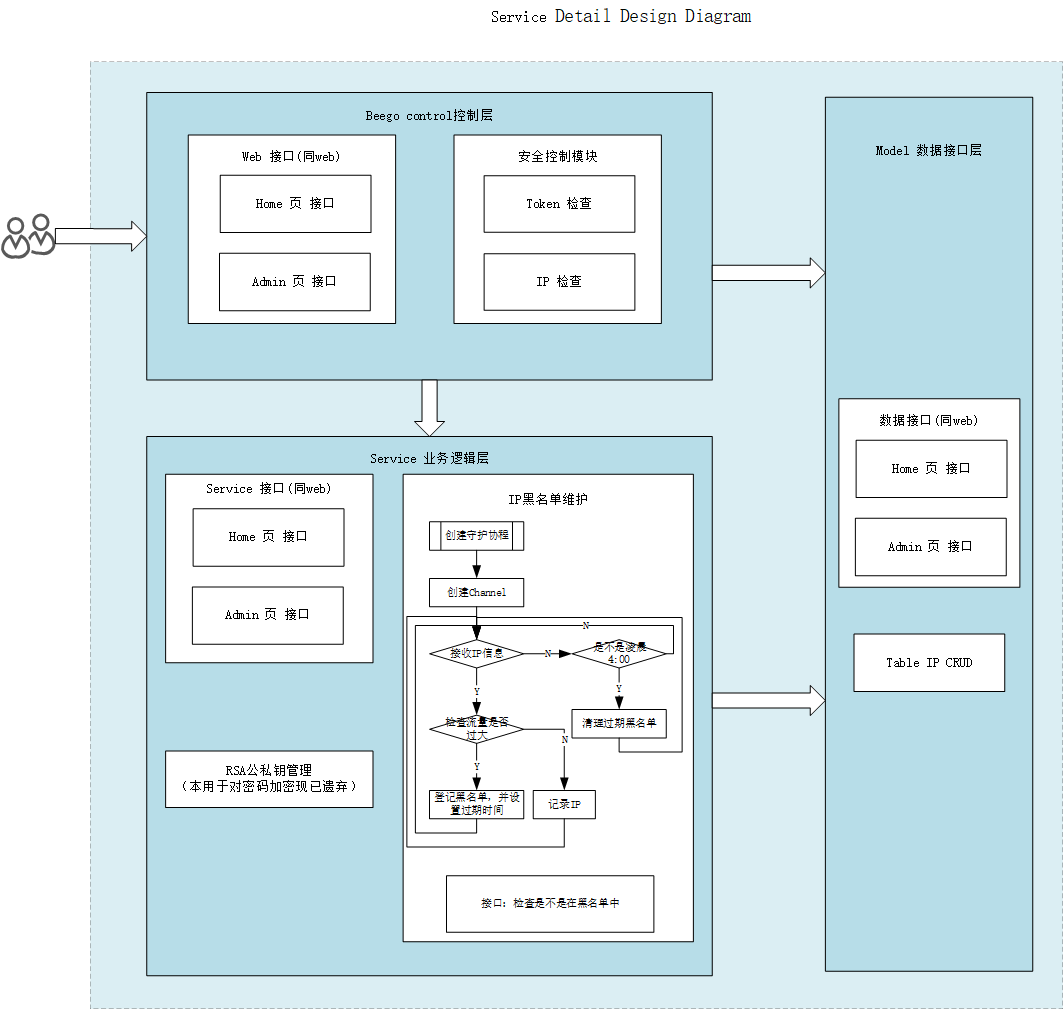 Service Detail Design Diagram
Beego control控制层
Web 接口(同web)
Home 页 接口
Admin 页 接口
安全控制模块
Token 检查
IP 检查
Model 数据接口层
数据接口(同web)
Home 页 接口
Admin 页 接口
Table IP CRUD
Service 业务逻辑层
Service 接口(同web)
Home 页 接口
Admin 页 接口
RSA公私钥管理
(本用于对密码加密现已遗弃)
IP黑名单维护
创建守护协程
创建Channel
N
接收IP信息
N
是不是凌晨
4:00
Y
Y
检查流量是否
过大
清理过期黑名单
N
Y
登记黑名单, 并设
置过期时间
记录IP
接口: 检查是不是在黑名单中